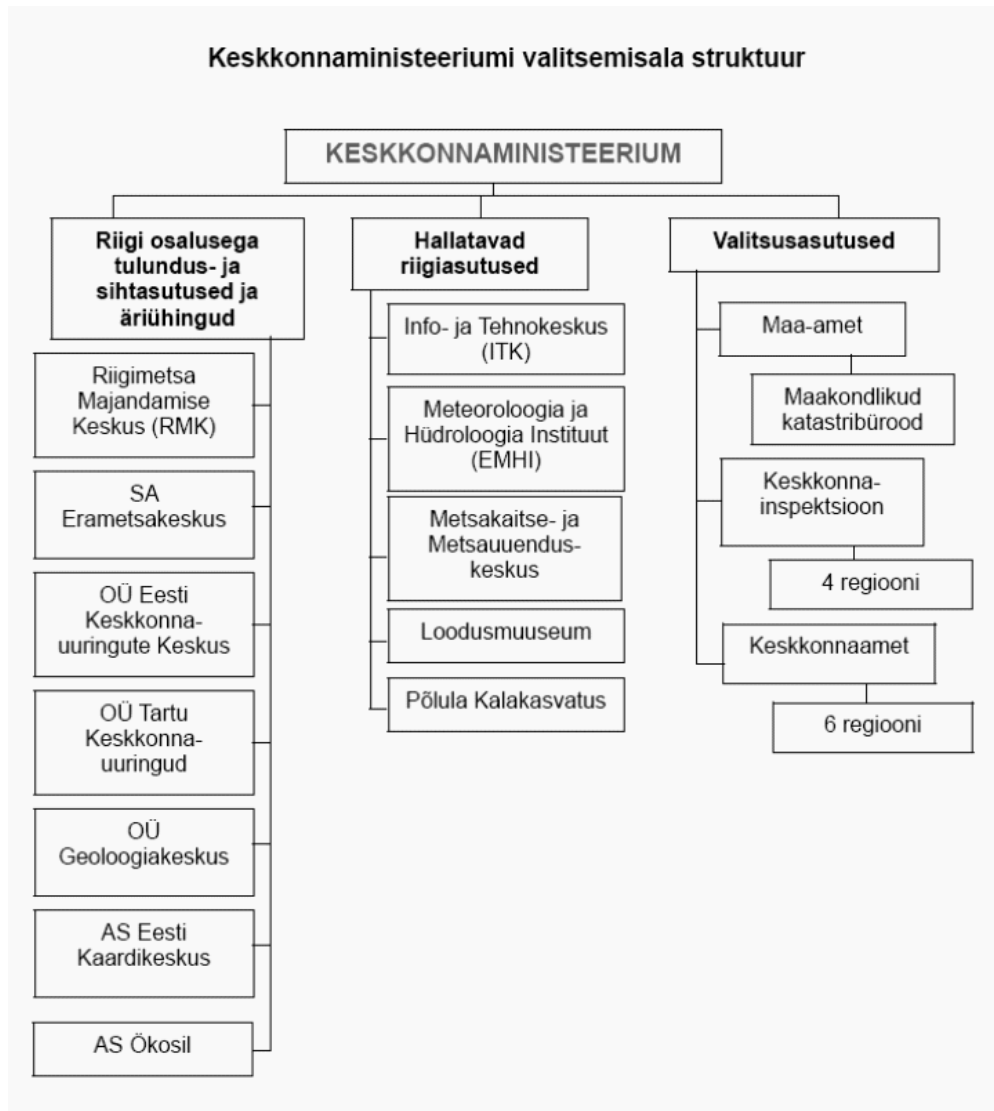 Keskkonnaministeeriumi valitsemisala struktuur
KESKKONNAMINISTEERIUM
Riigi osalusega
tulundus- ja
sihtasutused ja
äriühingud
Riigimetsa
Majandamise
Keskus (RMK)
SA
Erametsakeskus
OÜ Eesti
Keskkonna-
uuringute Keskus
OÜ Tartu
Keskkonna-
uuringud
OÜ
Geoloogiakeskus
AS Eesti
Kaardikeskus
AS Ökosil
Hallatavad
riigiasutused
Info- ja Tehnokeskus
(ITK)
Meteoroloogia ja
Hüdroloogia Instituut
(EMHI)
Metsakaitse- ja
Metsauuendus-
keskus
Loodusmuuseum
Põlula Kalakasvatus
Valitsusasutused
Maa-amet
Maakondlikud
katastribürood
Keskkonna-
inspektsioon
4 regiooni
Keskkonnaamet
6 regiooni